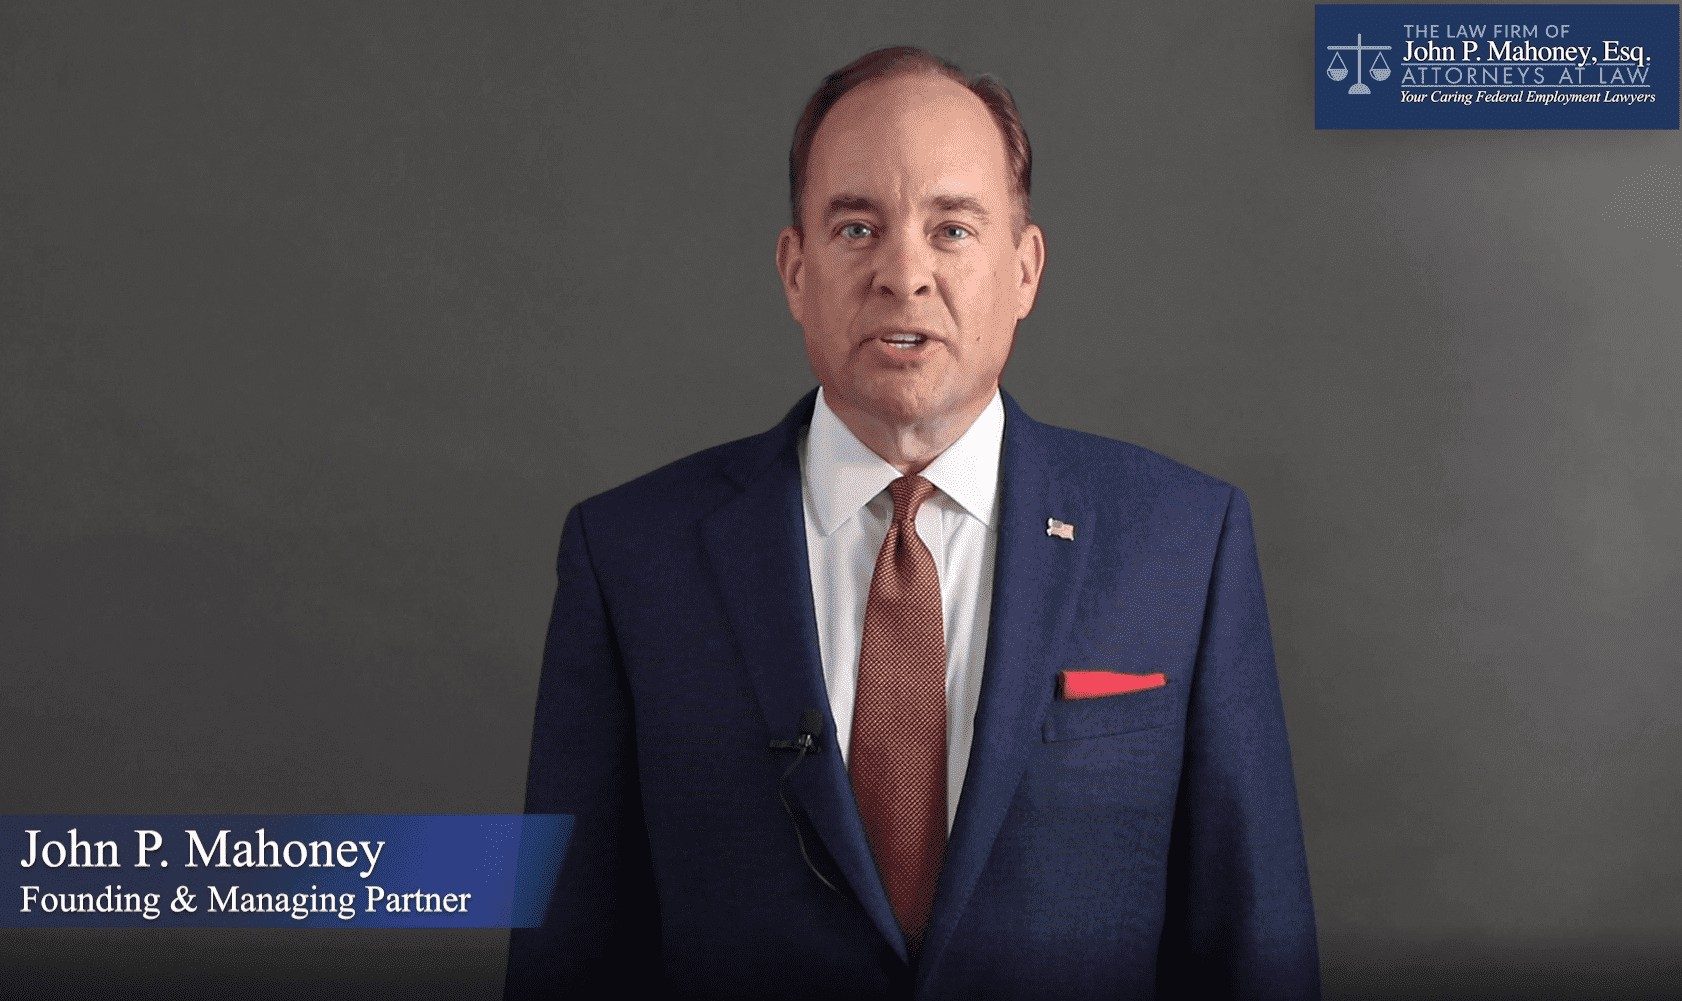 THE LAW FIRM OF
John P. Mahoney, Esq.
ATTORNEYS AT LAW
Your Caring Federal Employment Lawyers
John P. Mahoney
Founding & Managing Partner